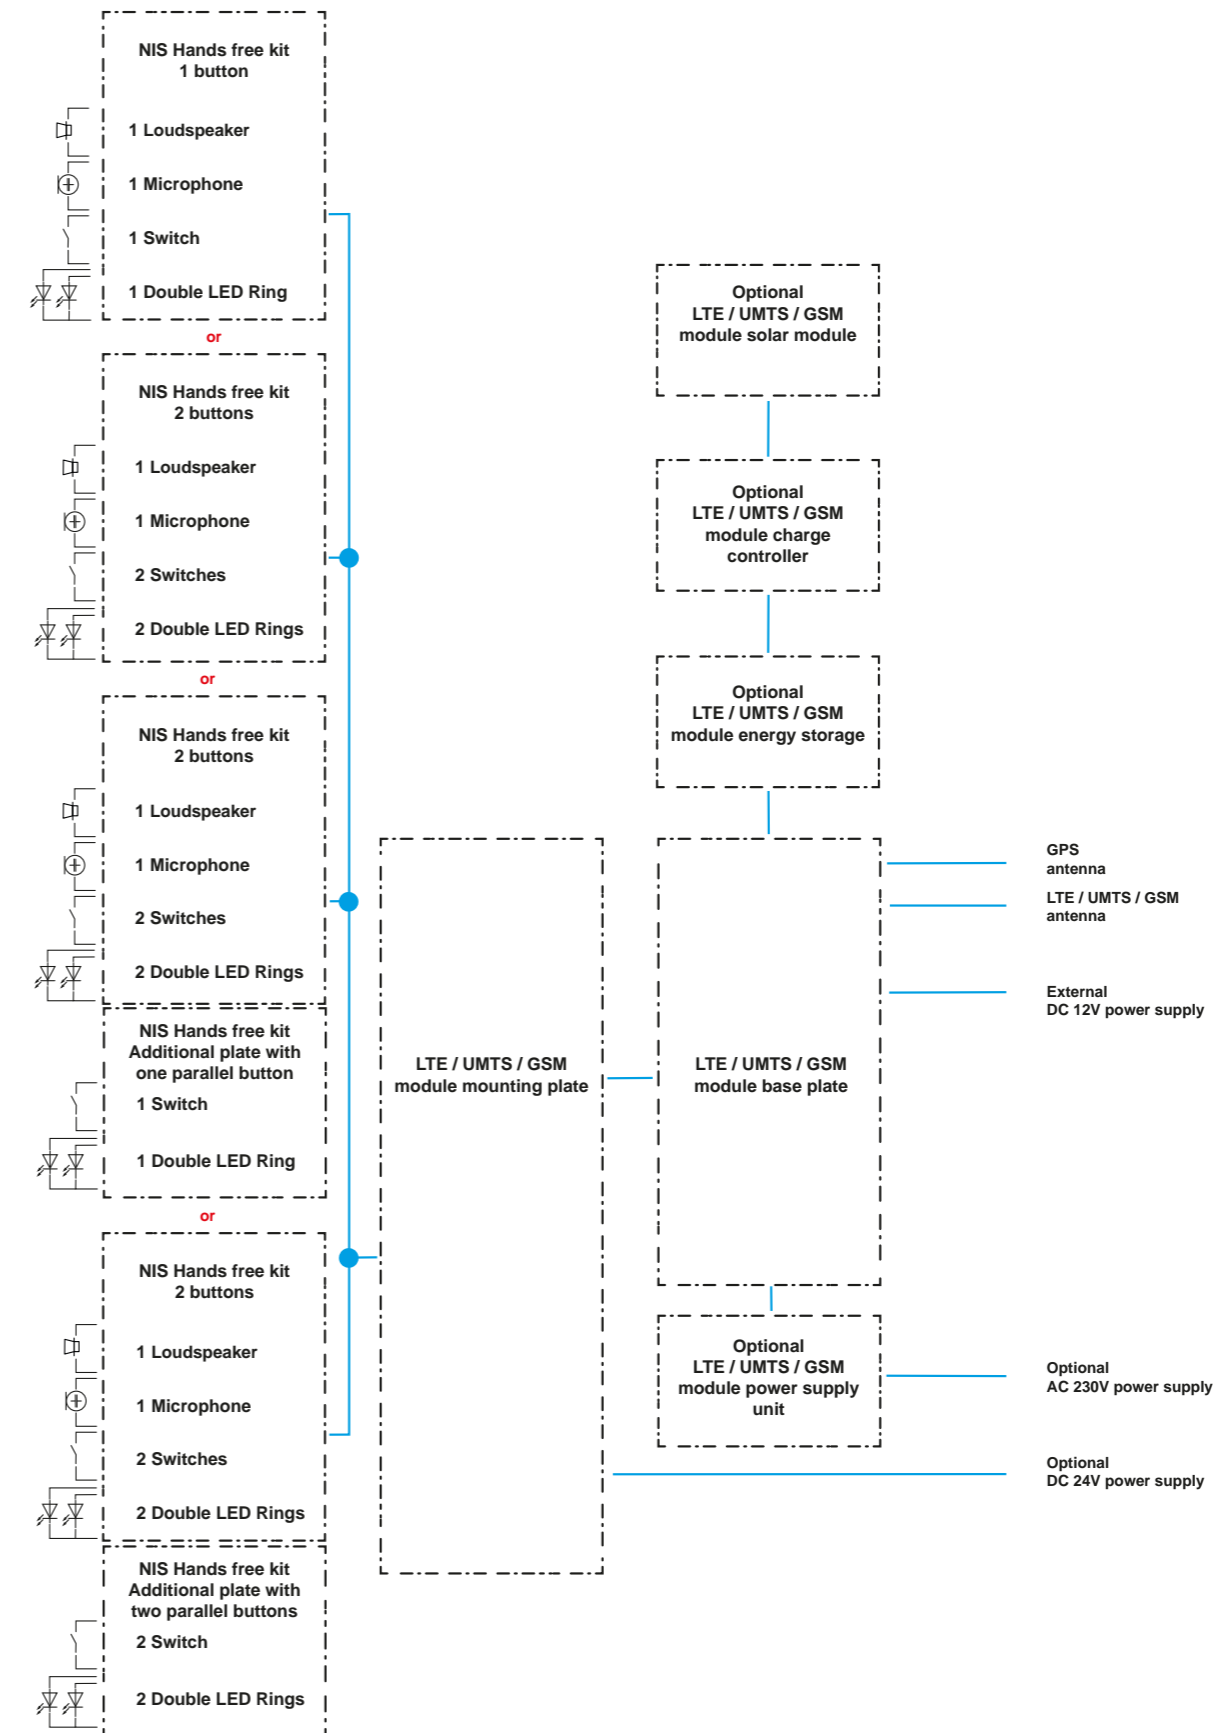 NIS Hands free kit
1 button
1 Loudspeaker
1 Microphone
1 Switch
1 Double LED Ring
or
NIS Hands free kit
2 buttons
1 Loudspeaker
1 Microphone
2 Switches
2 Double LED Rings
or
NIS Hands free kit
2 buttons
1 Loudspeaker
1 Microphone
2 Switches
2 Double LED Rings
NIS Hands free kit
Additional plate with
one parallel button
1 Switch
1 Double LED Ring
or
NIS Hands free kit
2 buttons
1 Loudspeaker
1 Microphone
2 Switches
2 Double LED Rings
NIS Hands free kit
Additional plate with
two parallel buttons
2 Switch
2 Double LED Rings
LTE / UMTS / GSM
module mounting plate
Optional
LTE / UMTS / GSM
module solar module
Optional
LTE / UMTS / GSM
module charge
controller
Optional
LTE / UMTS / GSM
module energy storage
LTE / UMTS / GSM
module base plate
Optional
LTE / UMTS / GSM
module power supply
unit
GPS
antenna
LTE / UMTS / GSM
antenna
External
DC 12V power supply
Optional
AC 230V power supply
Optional
DC 24V power supply